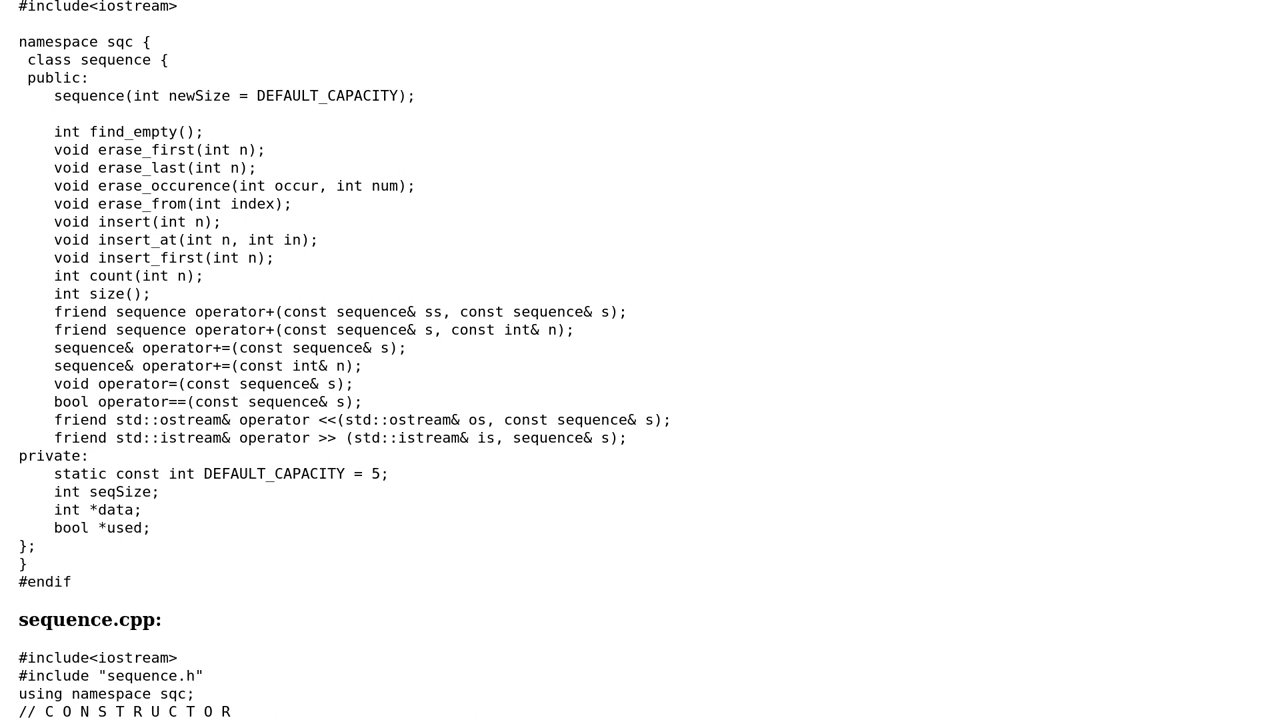 #include<iostream>
namespace sqc {
class sequence {
public:
sequence(int newSize = DEFAULT_CAPACITY);
int find_empty();
void erase_first(int n);
void erase_last(int n);
void erase_occurence(int occur, int num);
void erase_from(int index);
void insert(int n);
void insert_at(int n, int in);
void insert_first(int n);
int count(int n);
int size();
friend sequence operator+(const sequence& ss, const sequence& s);
friend sequence operator+(const sequence& s, const int& n);
sequence& operator+=(const sequence& s);
sequence& operator+=(const int& n);
void operator=(const sequence& s);
bool operator==(const sequence& s);
friend std::ostream& operator <<(std::ostream& os, const sequence& s);
friend std::istream& operator >> (std::istream& is, sequence& s);
private:
static const int DEFAULT_CAPACITY = 5;
int seqSize;
int *data;
bool *used;
};
}
#endif
sequence.cpp:
#include<iostream>
#include "sequence.h"
using namespace sqc;
// C O N S T R U C T O R